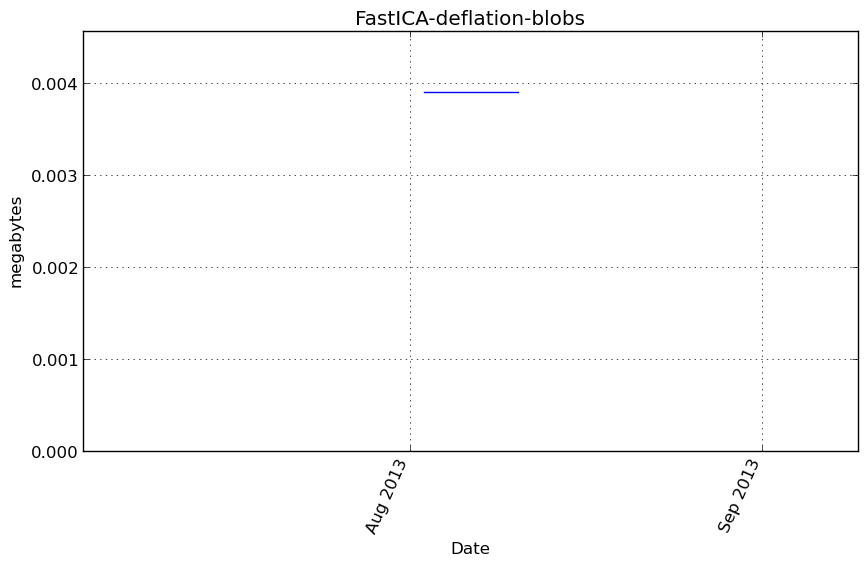 FastICA-deflation-blobs
0.004
0.003
0.002
0.001
0.000
megabytes
Aug 2013
Sep 2013
Date